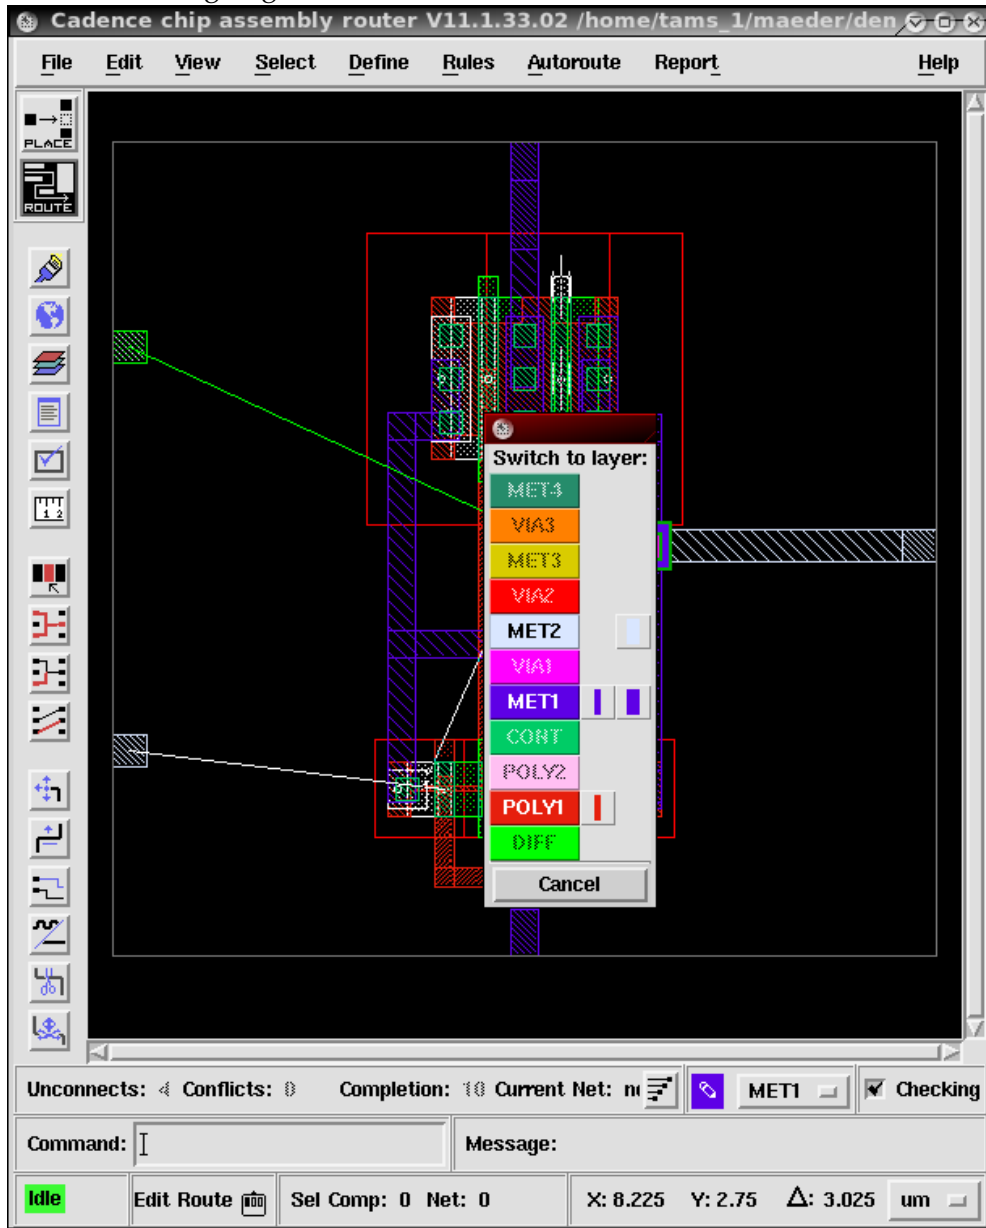 Cadence chip assembly router V11.1.33.02 /home/tams_1/maeder/den
File Edit View Select Define Rules Autoroute Report Help
PLACE
ROUTE
1 2
Switch to layer:
MET4
VIA3
MET3
VIA2
MET2
VIA1
MET1
CONT
POLY2
POLY1
DIFF
Cancel
Unconnects: 4 Conflicts: 0 Completion: 10 Current Net: MET1 Checking
Command: Message:
Idle Edit Route Sel Comp: 0 Net: 0 X: 8.225 Y: 2.75 Δ: 3.025 um